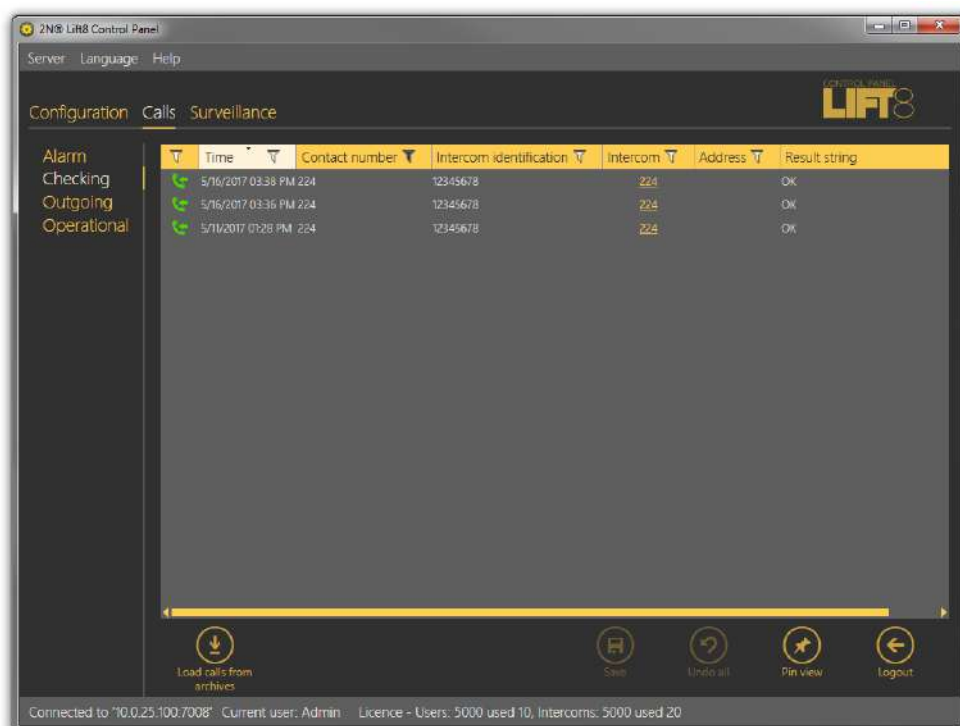 2N® Lift8 Control Panel
Server Language Help
CONTROL PANEL
LIFT8
Configuration Calls Surveillance
Alarm
Checking
Outgoing
Operational
Time Contact number Intercom identification Intercom Address Result string
5/16/2017 03:38 PM 224 12345678 224 OK
5/16/2017 03:36 PM 224 12345678 224 OK
5/11/2017 01:28 PM 224 12345678 224 OK
Load calls from
archives
Save
Undo all
Pin view
Logout
Connected to "10.0.25.100:7008" Current user: Admin Licence - Users: 5000 used 10, Intercoms: 5000 used 20